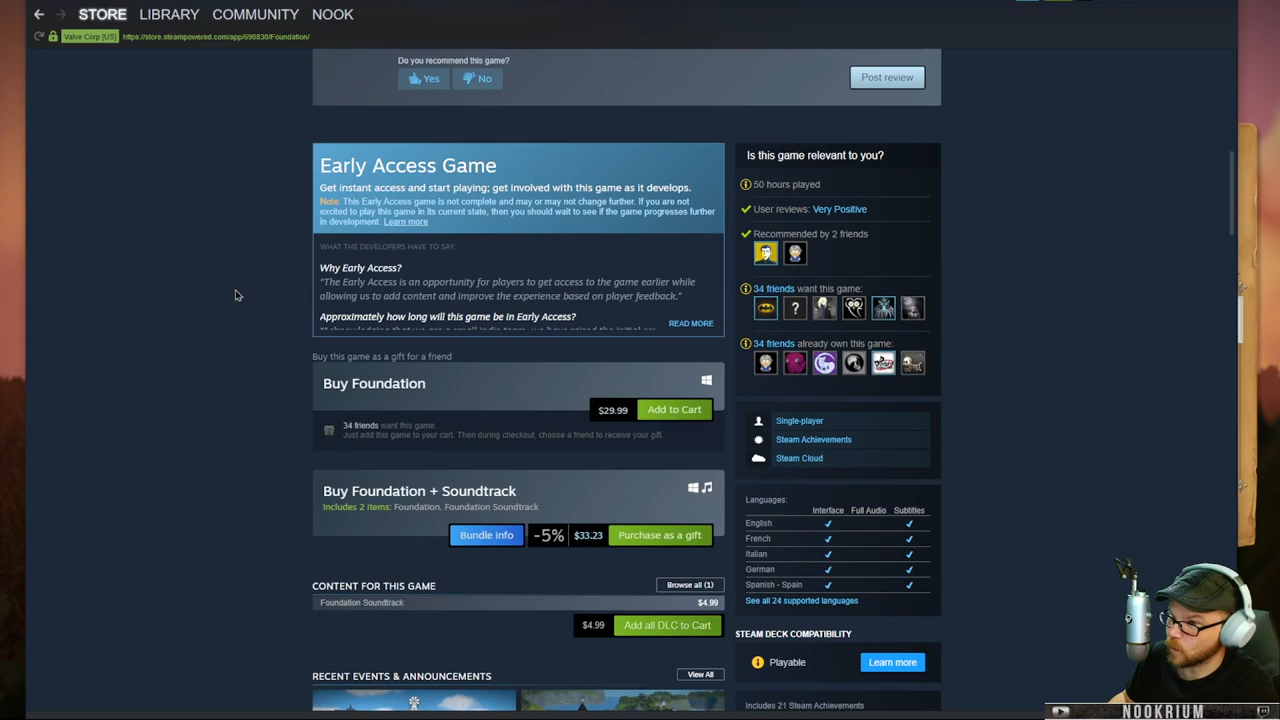 STORE LIBRARY COMMUNITY NOOK
Valve Corp [US] https://store.steampowered.com/app/690830/Foundation/
Do you recommend this game?
Yes No Post review
Early Access Game
Get instant access and start playing; get involved with this game as it develops.
Note: This Early Access game is not complete and may or may not change further. If you are
not excited to play this game in its current state, then you should wait to see if the game progresses further
in development. Learn more
WHAT THE DEVELOPERS HAVE TO SAY:
Why Early Access?
"The Early Access is an opportunity for players to get access to the game earlier while
allowing us to add content and improve the experience based on player feedback."
Approximately how long will this game be in Early Access?
READ MORE
Is this game relevant to you?
50 hours played
User reviews: Very Positive
Recommended by 2 friends
34 friends want this game:
?
34 friends already own this game:
Buy this game as a gift for a friend
Buy Foundation
$29.99 Add to Cart
34 friends want this game.
Just add this game to your cart. Then during checkout, choose a friend to receive your gift.
Buy Foundation + Soundtrack
Includes 2 items: Foundation, Foundation Soundtrack
Bundle info -5% $33.23 Purchase as a gift
CONTENT FOR THIS GAME Browse all (1)
Foundation Soundtrack $4.99
$4.99 Add all DLC to Cart
RECENT EVENTS & ANNOUNCEMENTS View All
Single-player
Steam Achievements
Steam Cloud
Languages:
Interface Full Audio Subtitles
English ✔ ✔
French ✔ ✔
Italian ✔ ✔
German ✔ ✔
Spanish - Spain ✔ ✔
See all 24 supported languages
STEAM DECK COMPATIBILITY
Playable Learn more
Includes 21 Steam Achievements
NOOKRIUM